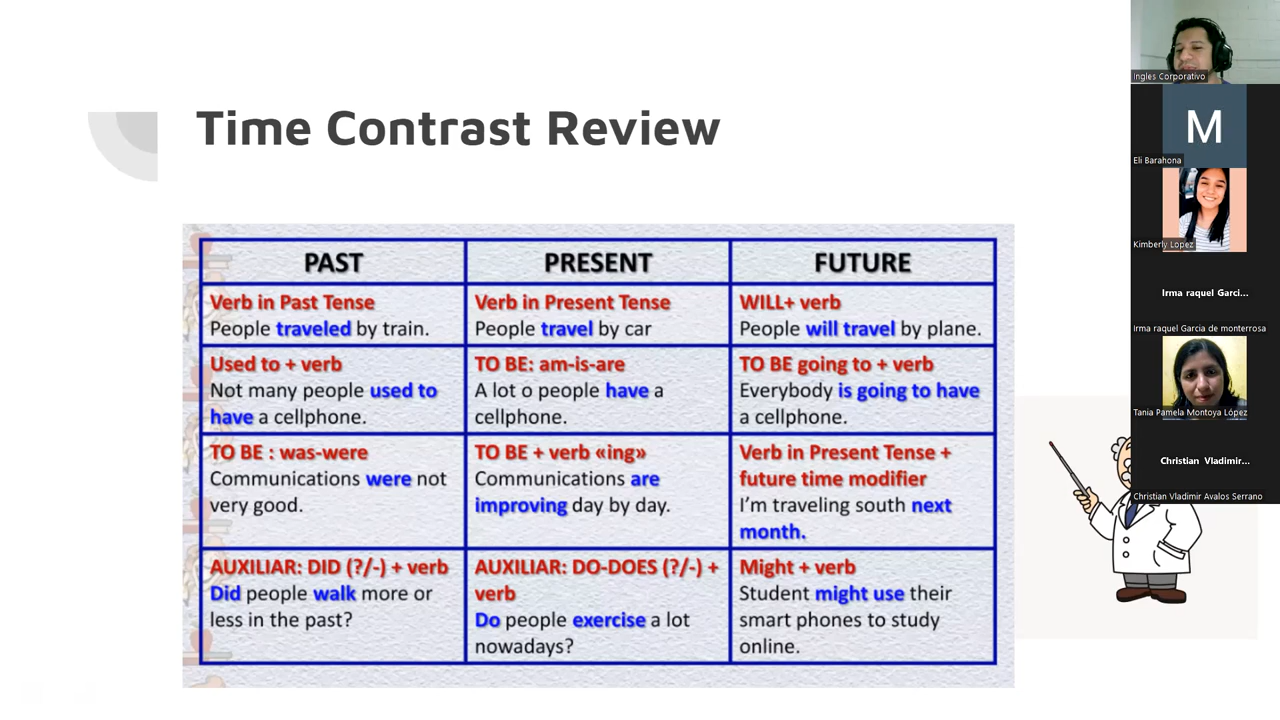 Time Contrast Review
PAST
PRESENT
FUTURE
Verb in Past Tense
People traveled by train.
Verb in Present Tense
People travel by car
WILL+ verb
People will travel by plane.
Used to + verb
Not many people used to
have a cellphone.
TO BE: am-is-are
A lot o people have a
cellphone.
TO BE going to + verb
Everybody is going to have
a cellphone.
TO BE : was-were
Communications were not
very good.
TO BE + verb «ing»
Communications are
improving day by day.
Verb in Present Tense +
future time modifier
I'm traveling south next
month.
AUXILIAR: DID (?/-) + verb
Did people walk more or
less in the past?
AUXILIAR: DO-DOES (?/-) +
verb
Do people exercise a lot
nowadays?
Might + verb
Student might use their
smart phones to study
online.
Ingles Corporativo
M
Eli Barahona
Kimberly Lopez
Irma raquel Garci...
Irma raquel Garcia de monterrosa
Tania Pamela Montoya López
Christian Vladimir...
Christian Vladimir Avalos Serrano